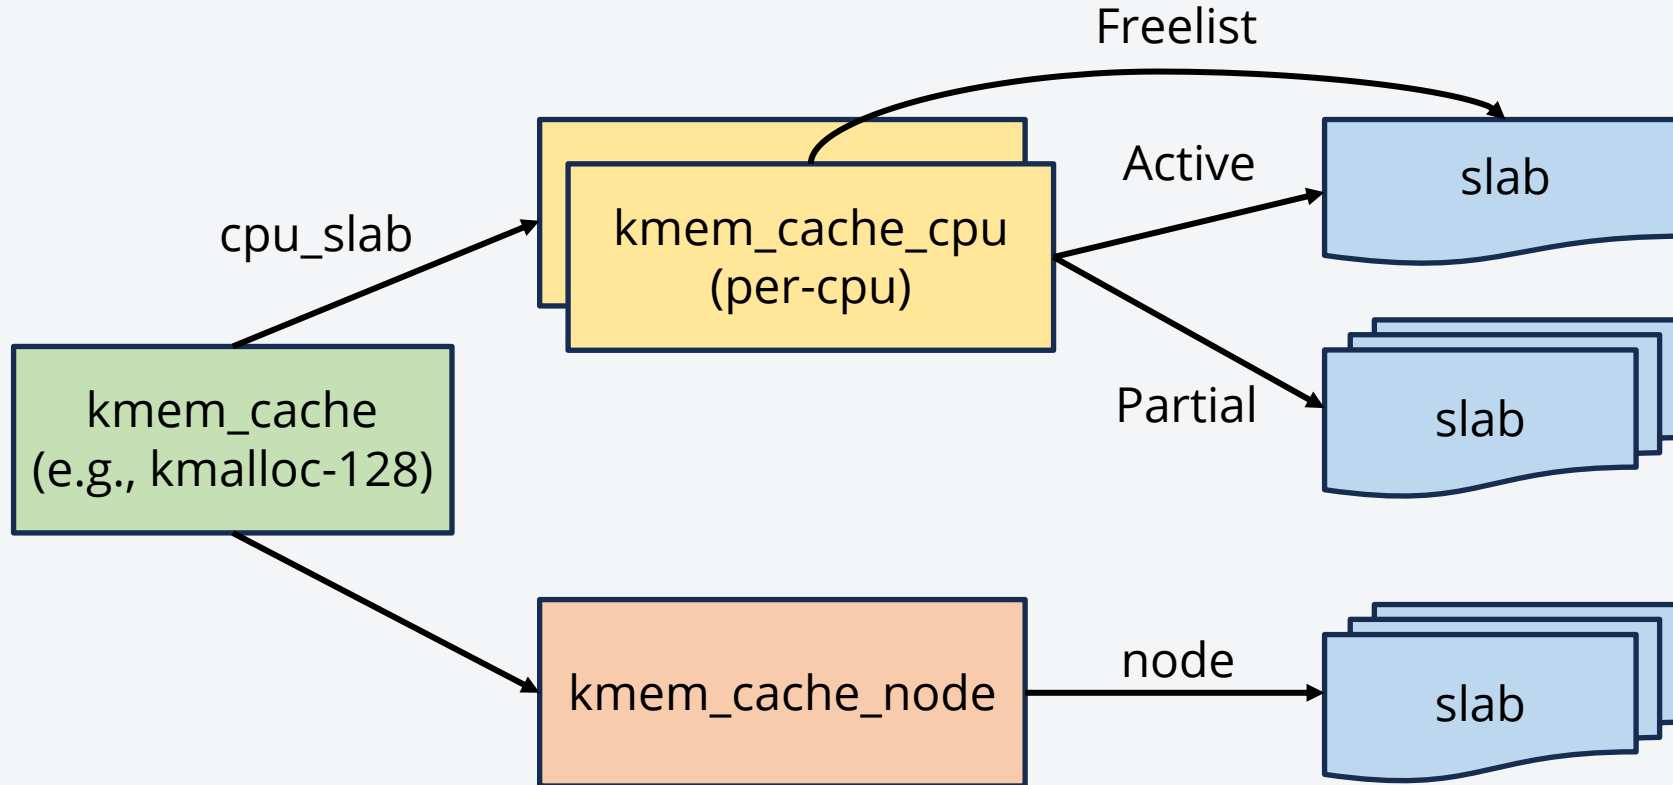 Freelist
Active
slab
cpu_slab
kmem_cache_cpu
(per-cpu)
kmem_cache
(e.g., kmalloc-128)
Partial
slab
kmem_cache_node
node
slab